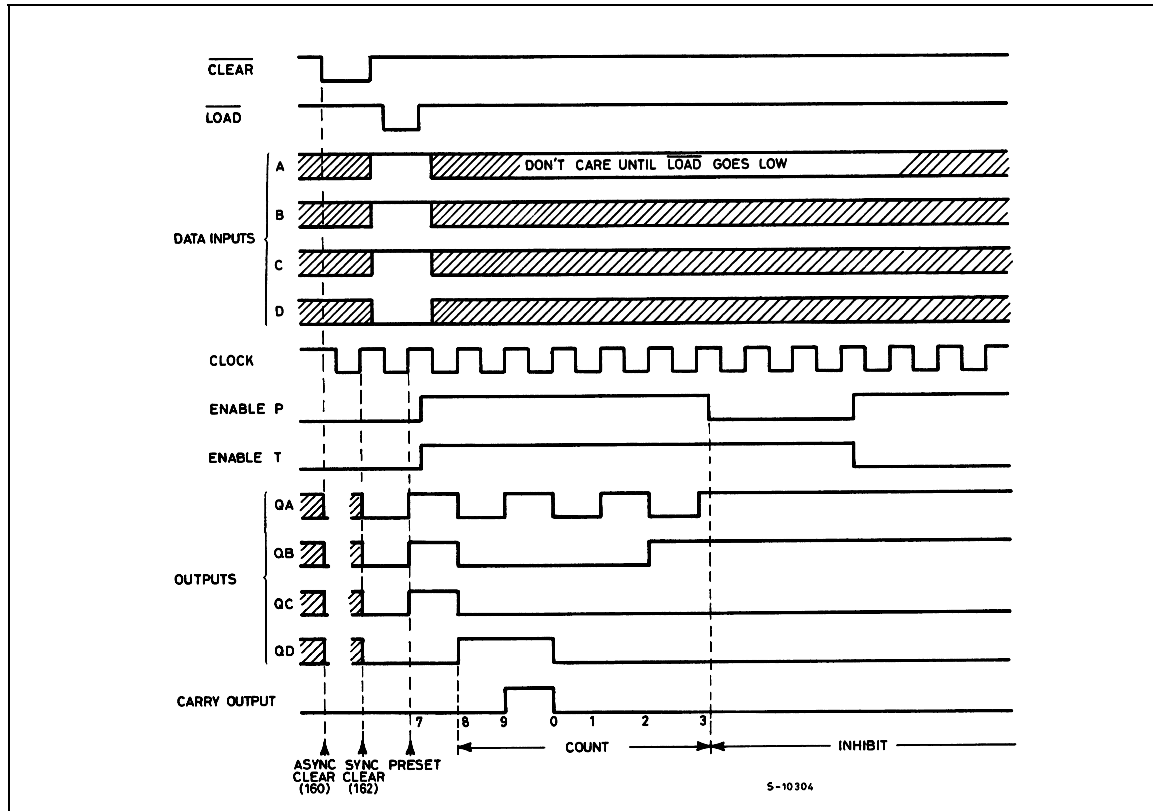 CLEAR
LOAD
A
DON'T CARE UNTIL LOAD GOES LOW
B
DATA INPUTS
C
D
CLOCK
ENABLE P
ENABLE T
QA
QB
OUTPUTS
QC
QD
CARRY OUTPUT
7 8 9 0 1 2 3
COUNT
INHIBIT
ASYNC CLEAR (160)
SYNC CLEAR (162)
PRESET
S-10304